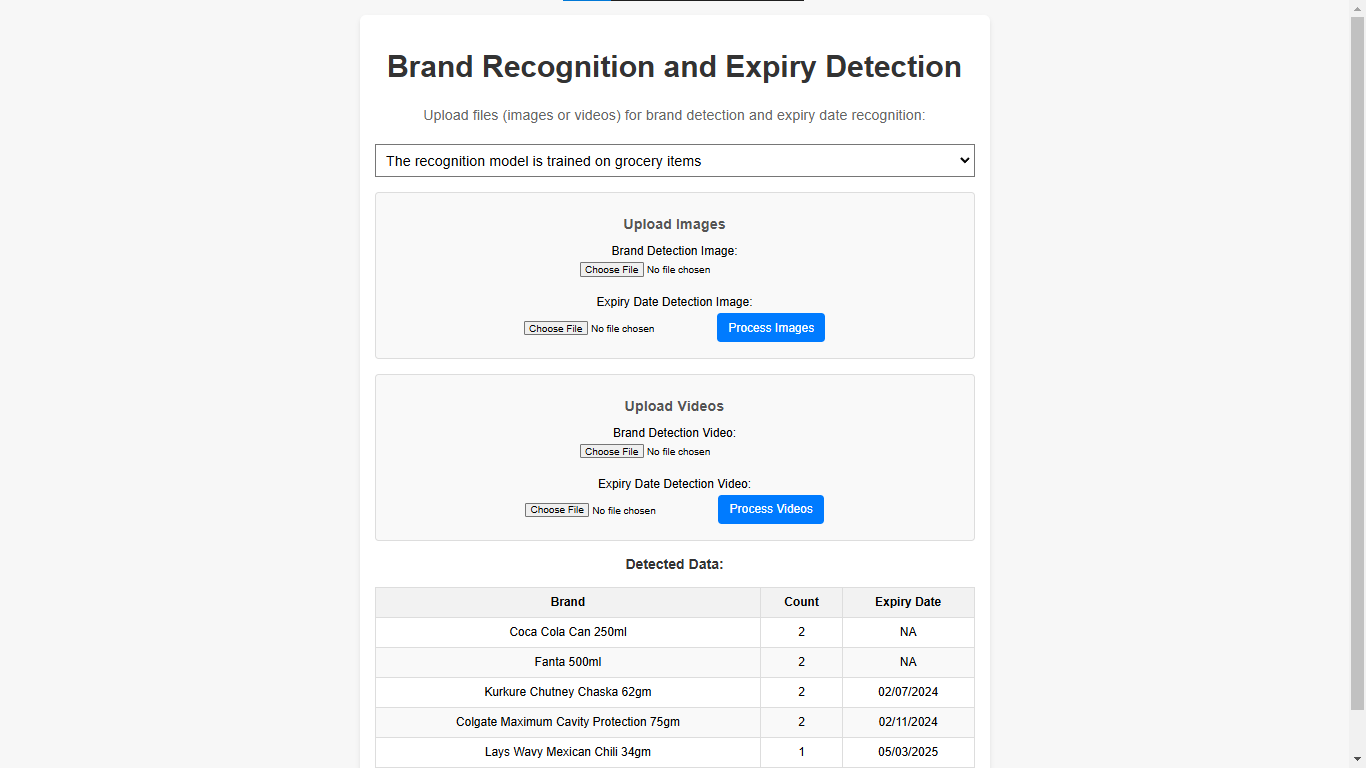 Brand Recognition and Expiry Detection
Upload files (images or videos) for brand detection and expiry date recognition:
The recognition model is trained on grocery items
Upload Images
Brand Detection Image:
Choose File No file chosen
Expiry Date Detection Image:
Choose File No file chosen Process Images
Upload Videos
Brand Detection Video:
Choose File No file chosen
Expiry Date Detection Video:
Choose File No file chosen Process Videos
Detected Data:
Brand Count Expiry Date
Coca Cola Can 250ml 2 NA
Fanta 500ml 2 NA
Kurkure Chutney Chaska 62gm 2 02/07/2024
Colgate Maximum Cavity Protection 75gm 2 02/11/2024
Lays Wavy Mexican Chili 34gm 1 05/03/2025